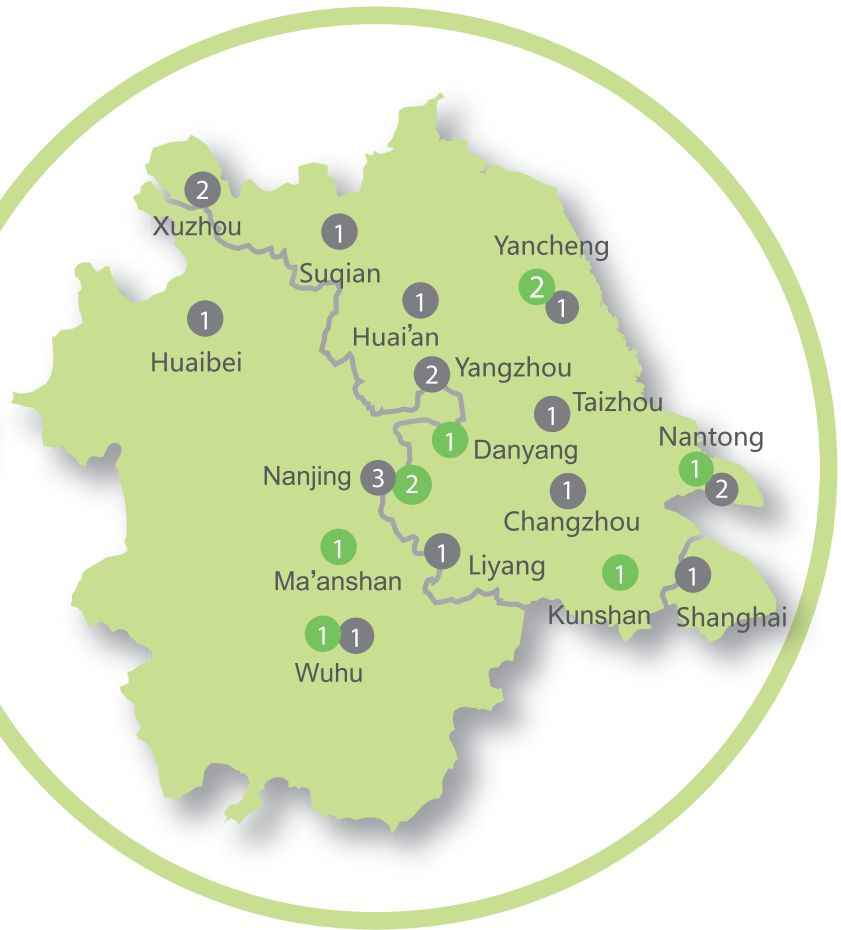 2
Xuzhou
1
Suqian
Yancheng
2
1
1
Huaibei
1
Huai’an
2 Yangzhou
1 Taizhou
1 Danyang
Nantong
1
2
Nanjing 3 2
1
Changzhou
1
Ma’anshan
1 Liyang
1
Kunshan
1
Shanghai
1 1
Wuhu